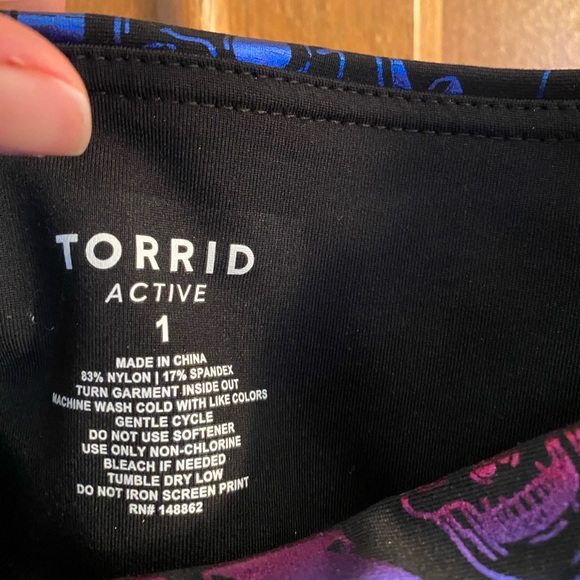 TORRID
ACTIVE
1
MADE IN CHINA
83% NYLON | 17% SPANDEX
TURN GARMENT INSIDE OUT
MACHINE WASH COLD WITH LIKE COLORS
GENTLE CYCLE
DO NOT USE SOFTENER
USE ONLY NON-CHLORINE
BLEACH IF NEEDED
TUMBLE DRY LOW
DO NOT IRON SCREEN PRINT
RN# 148862